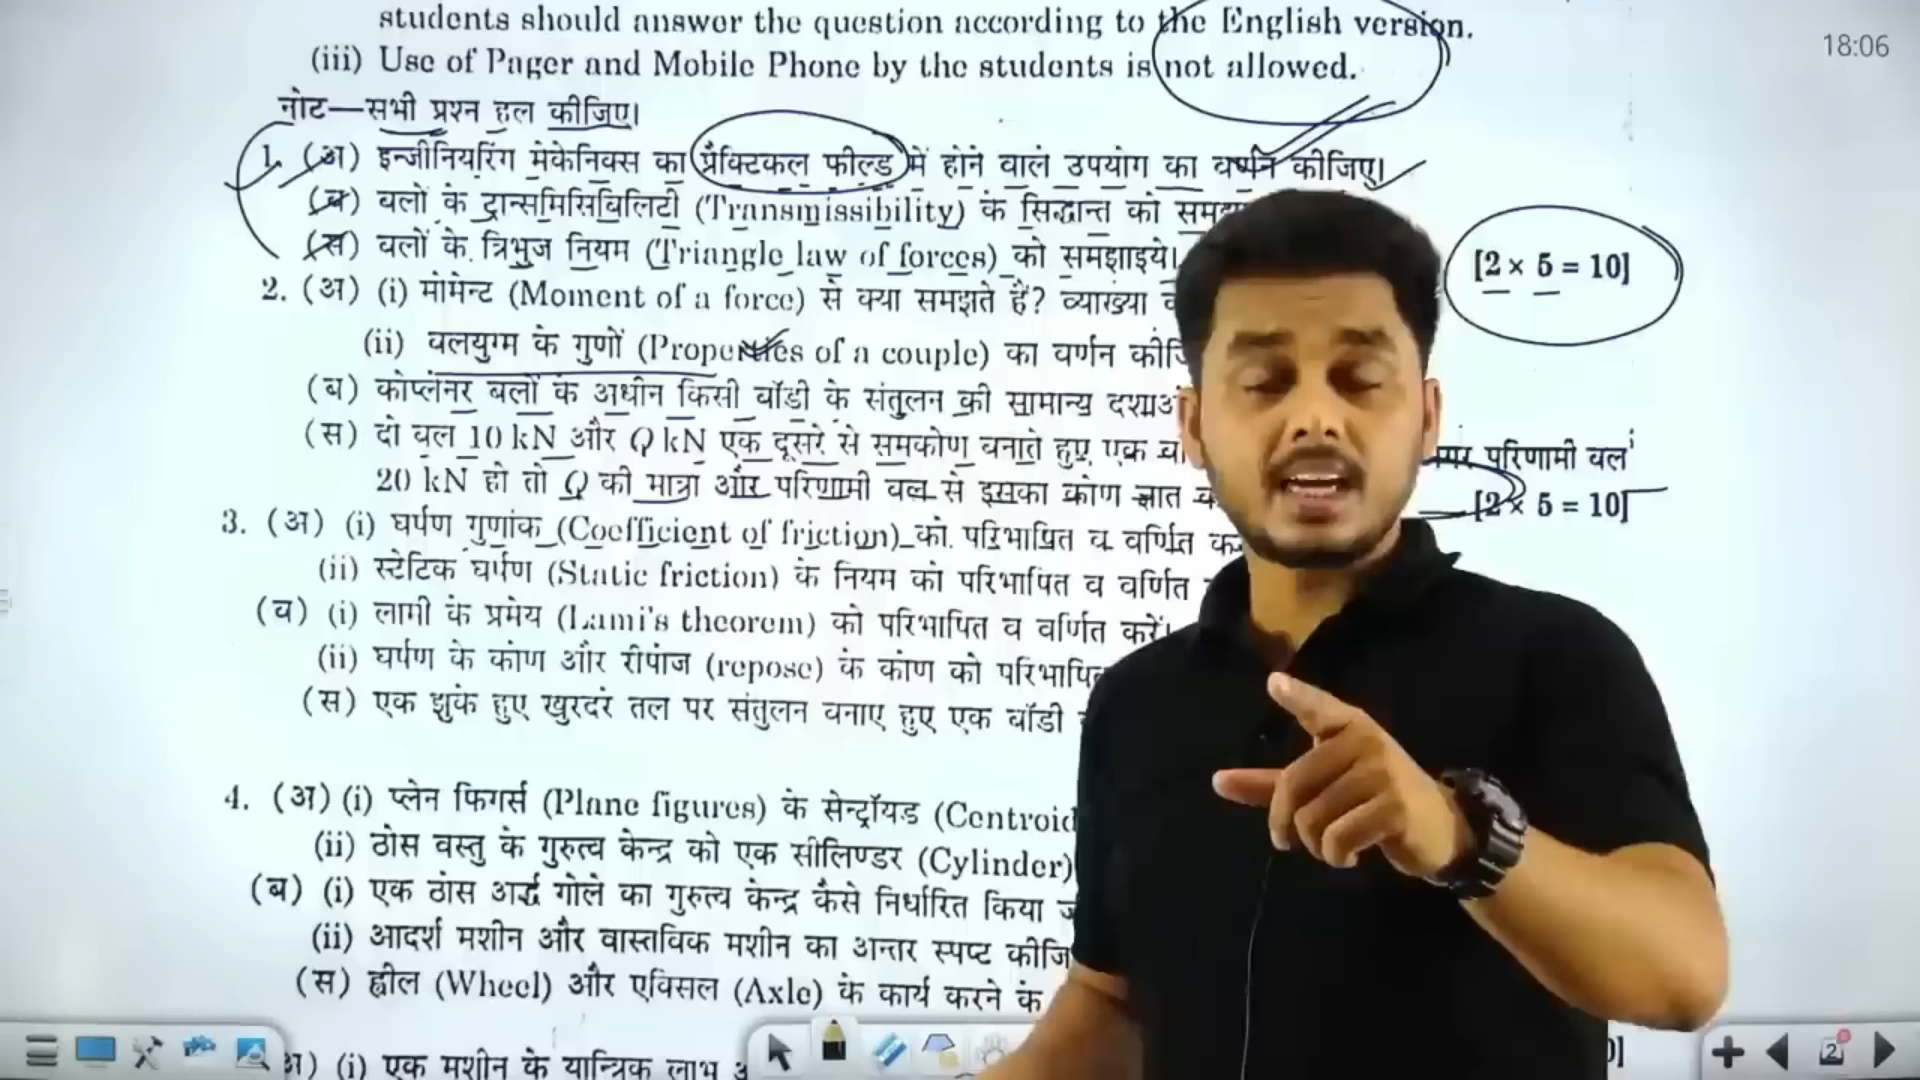 students should answer the question according to the English version.
18:06
(iii) Use of Pager and Mobile Phone by the students is not allowed.
नोट—सभी प्रश्न हल कीजिए।
1. (अ) इन्जीनियरिंग मेकेनिक्स का प्रैक्टिकल फील्ड में होने वाले उपयोग का वर्णन कीजिए।
(ब) बलों के ट्रान्समिसिबिलिटी (Transmissibility) के सिद्धान्त को
(स) बलों के त्रिभुज नियम (Triangle law of forces) को समझाइये। [2 × 5 = 10]
2. (अ) (i) मोमेन्ट (Moment of a force) से क्या समझते हैं? व्याख्या
(ii) बलयुग्म के गुणों (Properties of a couple) का वर्णन
(ब) कोप्लेनर बलों के अधीन किसी बॉडी के संतुलन की सामान्य
(स) दो बल 10 kN और Q kN एक दूसरे से समकोण बनाते हुए एक परिणामी बल
20 kN हो तो Q की मात्रा और परिणामी बल से इसका कोण ज्ञात [2 × 5 = 10]
3. (अ) (i) घर्षण गुणांक (Coefficient of friction) को परिभाषित व वर्णित
(ii) स्टेटिक घर्षण (Static friction) के नियम को परिभाषित व वर्णित
(ब) (i) लामी के प्रमेय (Lami's theorem) को परिभाषित व वर्णित करें।
(ii) घर्षण के कोण और रीपोज (repose) के कोण को
(स) एक झुके हुए खुरदरे तल पर संतुलन बनाए हुए एक बॉडी
4. (अ) (i) प्लेन फिगर्स (Plane figures) के सेन्ट्रॉयड (Centroid
(ii) ठोस वस्तु के गुरुत्व केन्द्र को एक सीलिण्डर (Cylinder)
(ब) (i) एक ठोस अर्द्ध गोले का गुरुत्व केन्द्र कैसे निर्धारित किया
(ii) आदर्श मशीन और वास्तविक मशीन का अन्तर स्पष्ट
(स) ह्वील (Wheel) और एक्सिल (Axle) के कार्य करने के
अ) (i) एक मशीन के यान्त्रिक लाभ
2